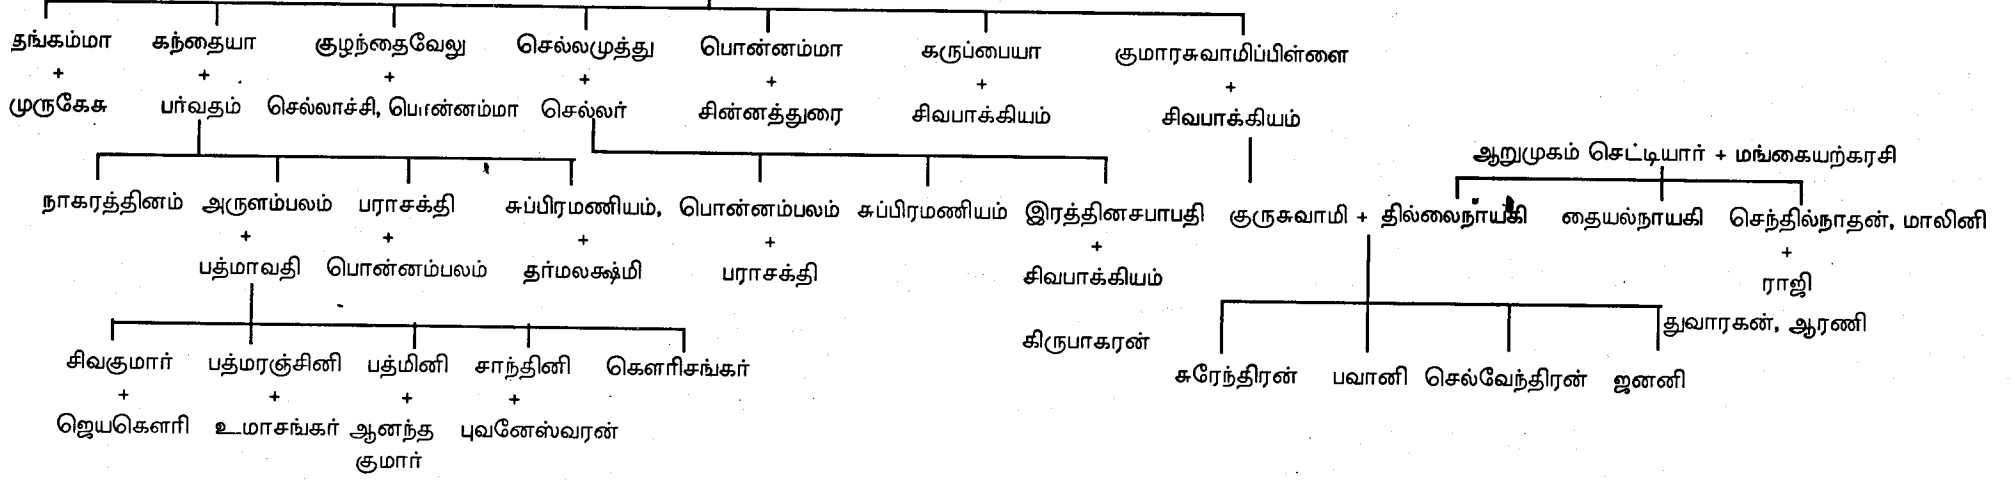 தங்கம்மா கந்தையா குழந்தைவேலு செல்லமுத்து பொன்னம்மா கருப்பையா குமாரசுவாமிப்பிள்ளை
+ + + + + + +
முருகேசு பர்வதம் செல்லாச்சி, பொன்னம்மா செல்லர் சின்னத்துரை சிவபாக்கியம் சிவபாக்கியம்
ஆறுமுகம் செட்டியார் + மங்கையற்கரசி
நாகரத்தினம் அருளம்பலம் பராசக்தி சுப்பிரமணியம், பொன்னம்பலம் சுப்பிரமணியம் இரத்தினசபாபதி குருசுவாமி + தில்லைநாயகி தையல்நாயகி செந்தில்நாதன், மாலினி
+ + + + + +
பத்மாவதி பொன்னம்பலம் தர்மலக்ஷ்மி பராசக்தி சிவபாக்கியம் ராஜி
கிருபாகரன் துவாரகன், ஆரணி
சிவகுமார் பத்மரஞ்சினி பத்மினி சாந்தினி கௌரிசங்கர் சுரேந்திரன் பவானி செல்வேந்திரன் ஜனனி
+ + + +
ஜெயகௌரி உமாசங்கர் ஆனந்த புவனேஸ்வரன்
குமார்